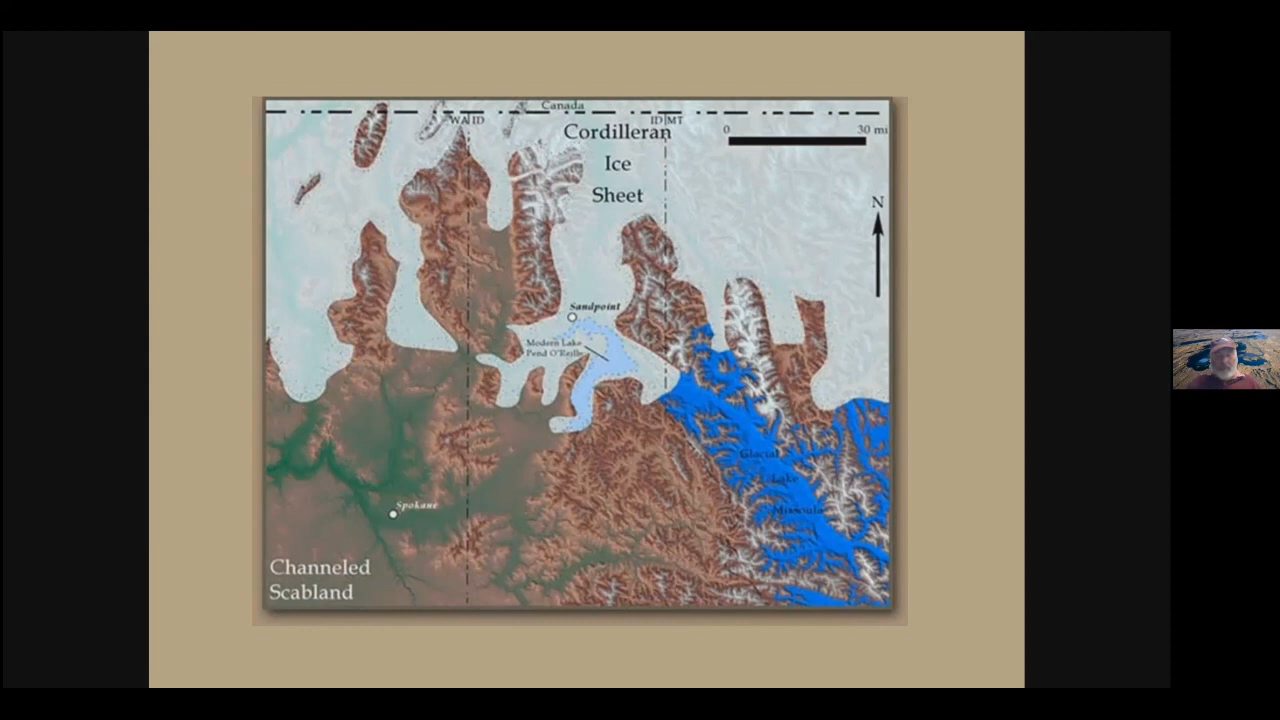 Canada
WA ID
ID MT
Cordilleran
Ice
Sheet
0
30 mi
N
Sandpoint
Modern Lake
Pend O'Reille
Glacial
Lake
Missoula
Spokane
Channeled
Scabland